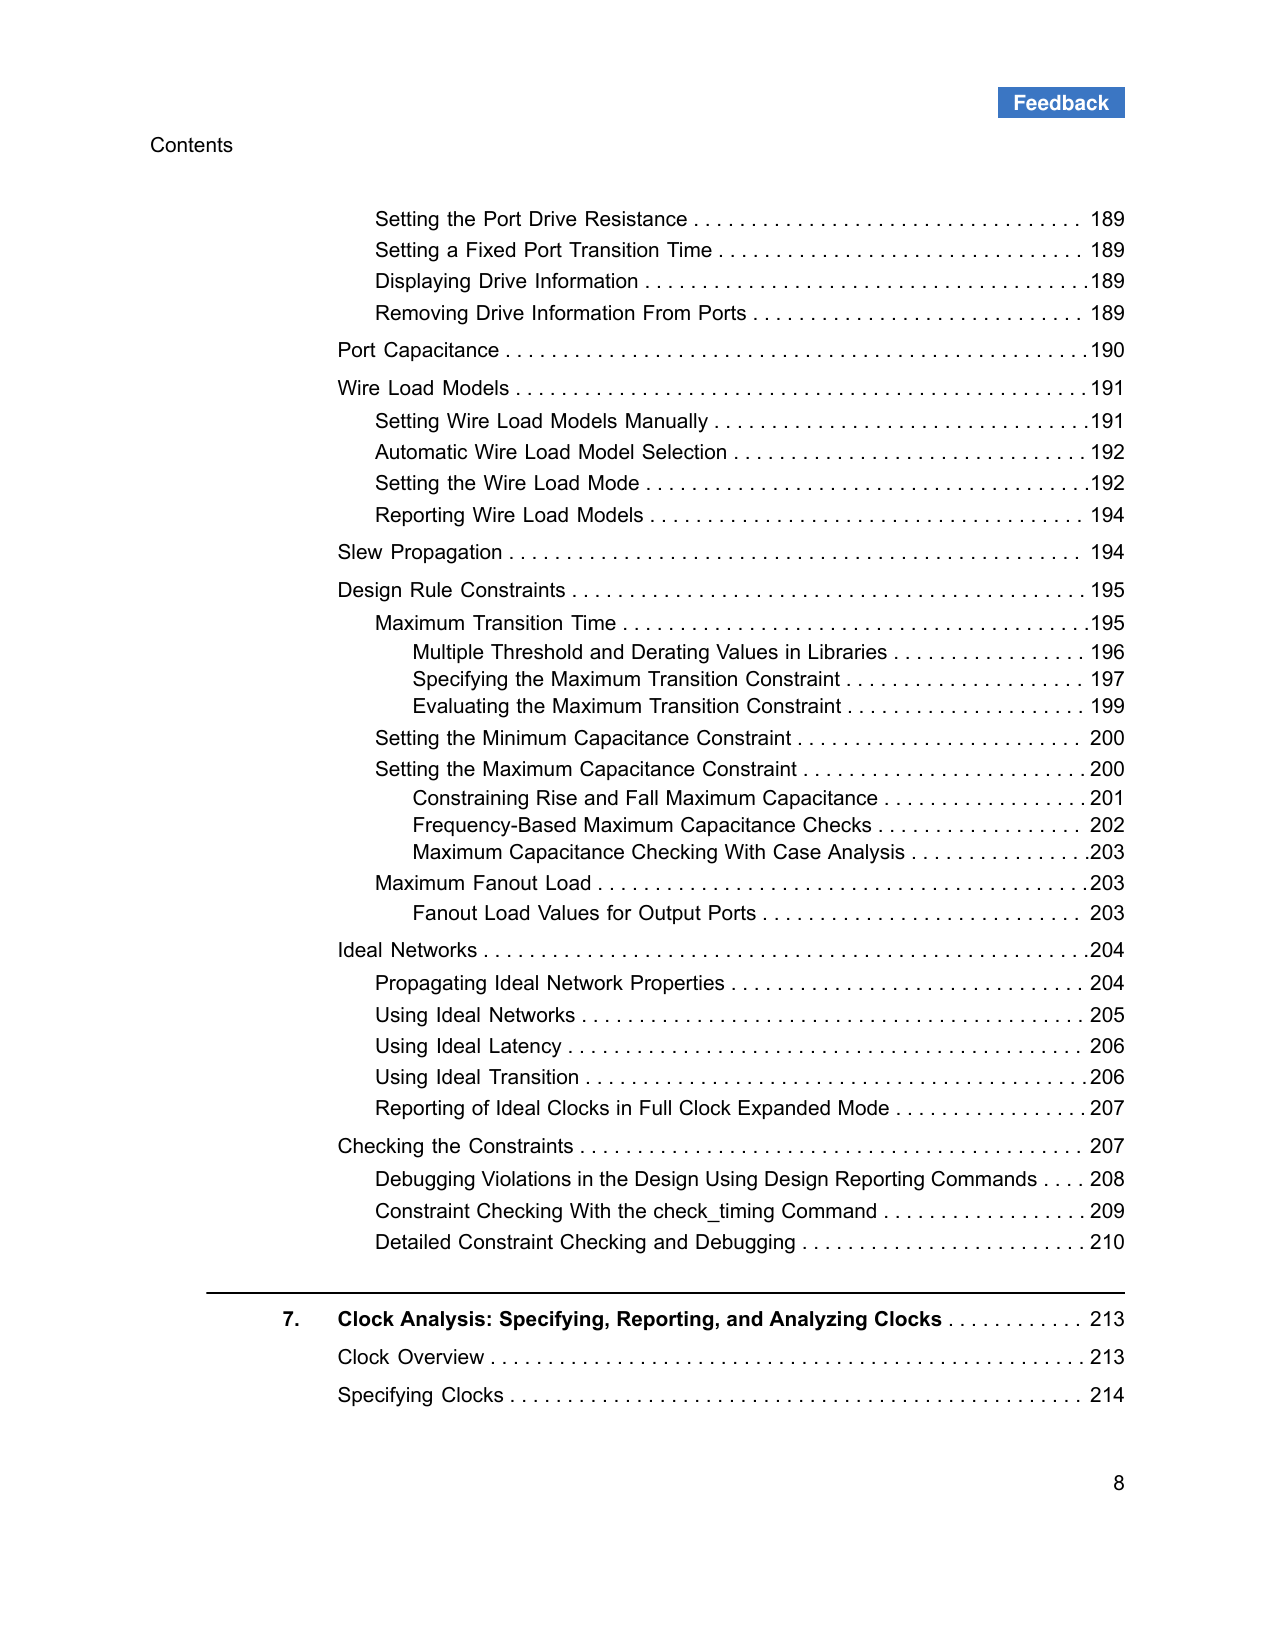 Feedback
Contents
Setting the Port Drive Resistance . . . . . . . . . . . . . . . . . . . . . . . . . . . . . . . . . . 189
Setting a Fixed Port Transition Time . . . . . . . . . . . . . . . . . . . . . . . . . . . . . . . . 189
Displaying Drive Information . . . . . . . . . . . . . . . . . . . . . . . . . . . . . . . . . . . . . . .189
Removing Drive Information From Ports . . . . . . . . . . . . . . . . . . . . . . . . . . . . . 189
Port Capacitance . . . . . . . . . . . . . . . . . . . . . . . . . . . . . . . . . . . . . . . . . . . . . . . . . . .190
Wire Load Models . . . . . . . . . . . . . . . . . . . . . . . . . . . . . . . . . . . . . . . . . . . . . . . . . .191
Setting Wire Load Models Manually . . . . . . . . . . . . . . . . . . . . . . . . . . . . . . . . .191
Automatic Wire Load Model Selection . . . . . . . . . . . . . . . . . . . . . . . . . . . . . . . 192
Setting the Wire Load Mode . . . . . . . . . . . . . . . . . . . . . . . . . . . . . . . . . . . . . . .192
Reporting Wire Load Models . . . . . . . . . . . . . . . . . . . . . . . . . . . . . . . . . . . . . . 194
Slew Propagation . . . . . . . . . . . . . . . . . . . . . . . . . . . . . . . . . . . . . . . . . . . . . . . . . . 194
Design Rule Constraints . . . . . . . . . . . . . . . . . . . . . . . . . . . . . . . . . . . . . . . . . . . . . 195
Maximum Transition Time . . . . . . . . . . . . . . . . . . . . . . . . . . . . . . . . . . . . . . . . .195
Multiple Threshold and Derating Values in Libraries . . . . . . . . . . . . . . . . . 196
Specifying the Maximum Transition Constraint . . . . . . . . . . . . . . . . . . . . . 197
Evaluating the Maximum Transition Constraint . . . . . . . . . . . . . . . . . . . . . 199
Setting the Minimum Capacitance Constraint . . . . . . . . . . . . . . . . . . . . . . . . . 200
Setting the Maximum Capacitance Constraint . . . . . . . . . . . . . . . . . . . . . . . . . 200
Constraining Rise and Fall Maximum Capacitance . . . . . . . . . . . . . . . . . . 201
Frequency-Based Maximum Capacitance Checks . . . . . . . . . . . . . . . . . . 202
Maximum Capacitance Checking With Case Analysis . . . . . . . . . . . . . . . .203
Maximum Fanout Load . . . . . . . . . . . . . . . . . . . . . . . . . . . . . . . . . . . . . . . . . . .203
Fanout Load Values for Output Ports . . . . . . . . . . . . . . . . . . . . . . . . . . . . 203
Ideal Networks . . . . . . . . . . . . . . . . . . . . . . . . . . . . . . . . . . . . . . . . . . . . . . . . . . . . .204
Propagating Ideal Network Properties . . . . . . . . . . . . . . . . . . . . . . . . . . . . . . . 204
Using Ideal Networks . . . . . . . . . . . . . . . . . . . . . . . . . . . . . . . . . . . . . . . . . . . . 205
Using Ideal Latency . . . . . . . . . . . . . . . . . . . . . . . . . . . . . . . . . . . . . . . . . . . . . 206
Using Ideal Transition . . . . . . . . . . . . . . . . . . . . . . . . . . . . . . . . . . . . . . . . . . . .206
Reporting of Ideal Clocks in Full Clock Expanded Mode . . . . . . . . . . . . . . . . . 207
Checking the Constraints . . . . . . . . . . . . . . . . . . . . . . . . . . . . . . . . . . . . . . . . . . . . 207
Debugging Violations in the Design Using Design Reporting Commands . . . . 208
Constraint Checking With the check_timing Command . . . . . . . . . . . . . . . . . . 209
Detailed Constraint Checking and Debugging . . . . . . . . . . . . . . . . . . . . . . . . . 210
7. Clock Analysis: Specifying, Reporting, and Analyzing Clocks . . . . . . . . . . . . 213
Clock Overview . . . . . . . . . . . . . . . . . . . . . . . . . . . . . . . . . . . . . . . . . . . . . . . . . . . . 213
Specifying Clocks . . . . . . . . . . . . . . . . . . . . . . . . . . . . . . . . . . . . . . . . . . . . . . . . . . 214
8